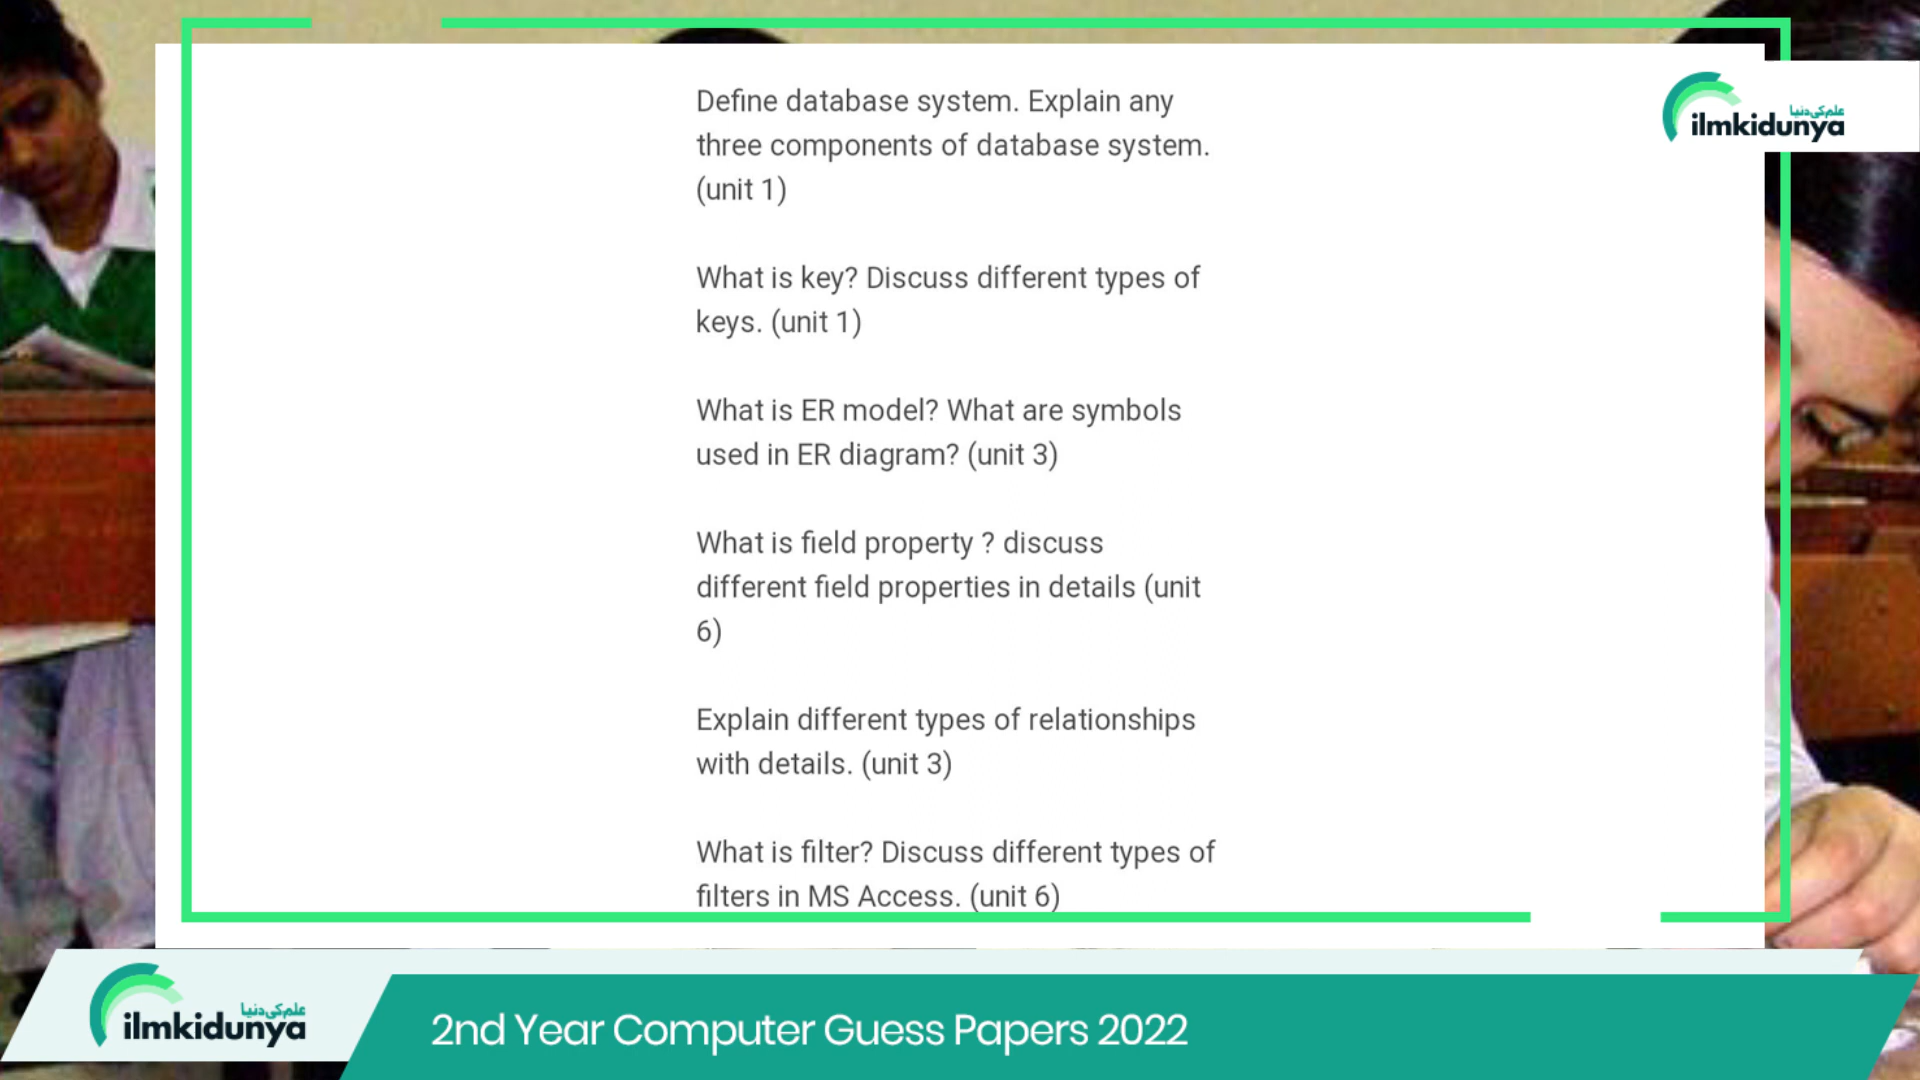 Define database system. Explain any
three components of database system.
(unit 1)
What is key? Discuss different types of
keys. (unit 1)
What is ER model? What are symbols
used in ER diagram? (unit 3)
What is field property ? discuss
different field properties in details (unit
6)
Explain different types of relationships
with details. (unit 3)
What is filter? Discuss different types of
filters in MS Access. (unit 6)
علم کی دنیا
ilmkidunya
علم کی دنیا
ilmkidunya
2nd Year Computer Guess Papers 2022